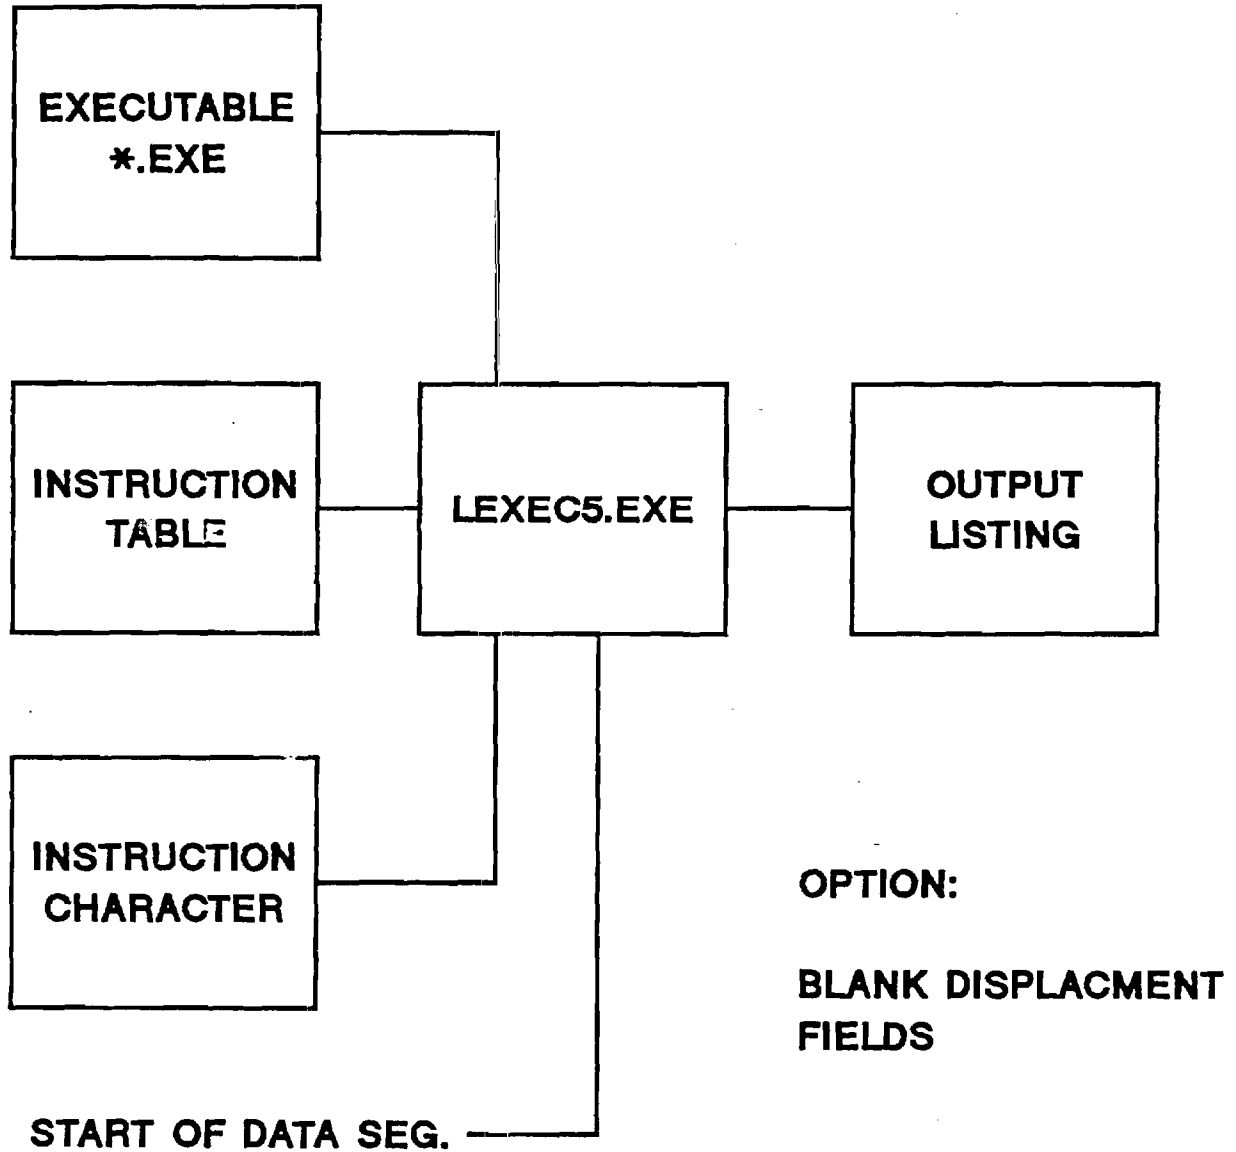 EXECUTABLE
*.EXE
INSTRUCTION
TABLE
LEXEC5.EXE
OUTPUT
LISTING
INSTRUCTION
CHARACTER
OPTION:
BLANK DISPLACMENT
FIELDS
START OF DATA SEG.